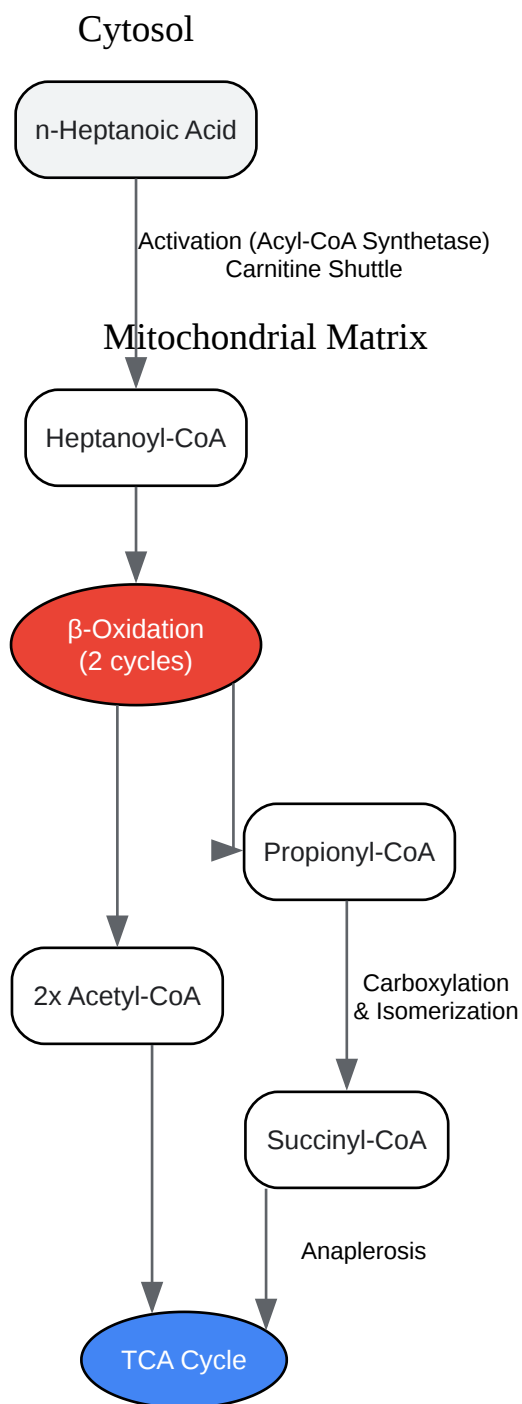 Cytosol
n-Heptanoic Acid
Activation (Acyl-CoA Synthetase)
Carnitine Shuttle
Mitochondrial Matrix
Heptanoyl-CoA
β-Oxidation
(2 cycles)
Propionyl-CoA
2x Acetyl-CoA
Carboxylation
& Isomerization
Succinyl-CoA
Anaplerosis
TCA Cycle